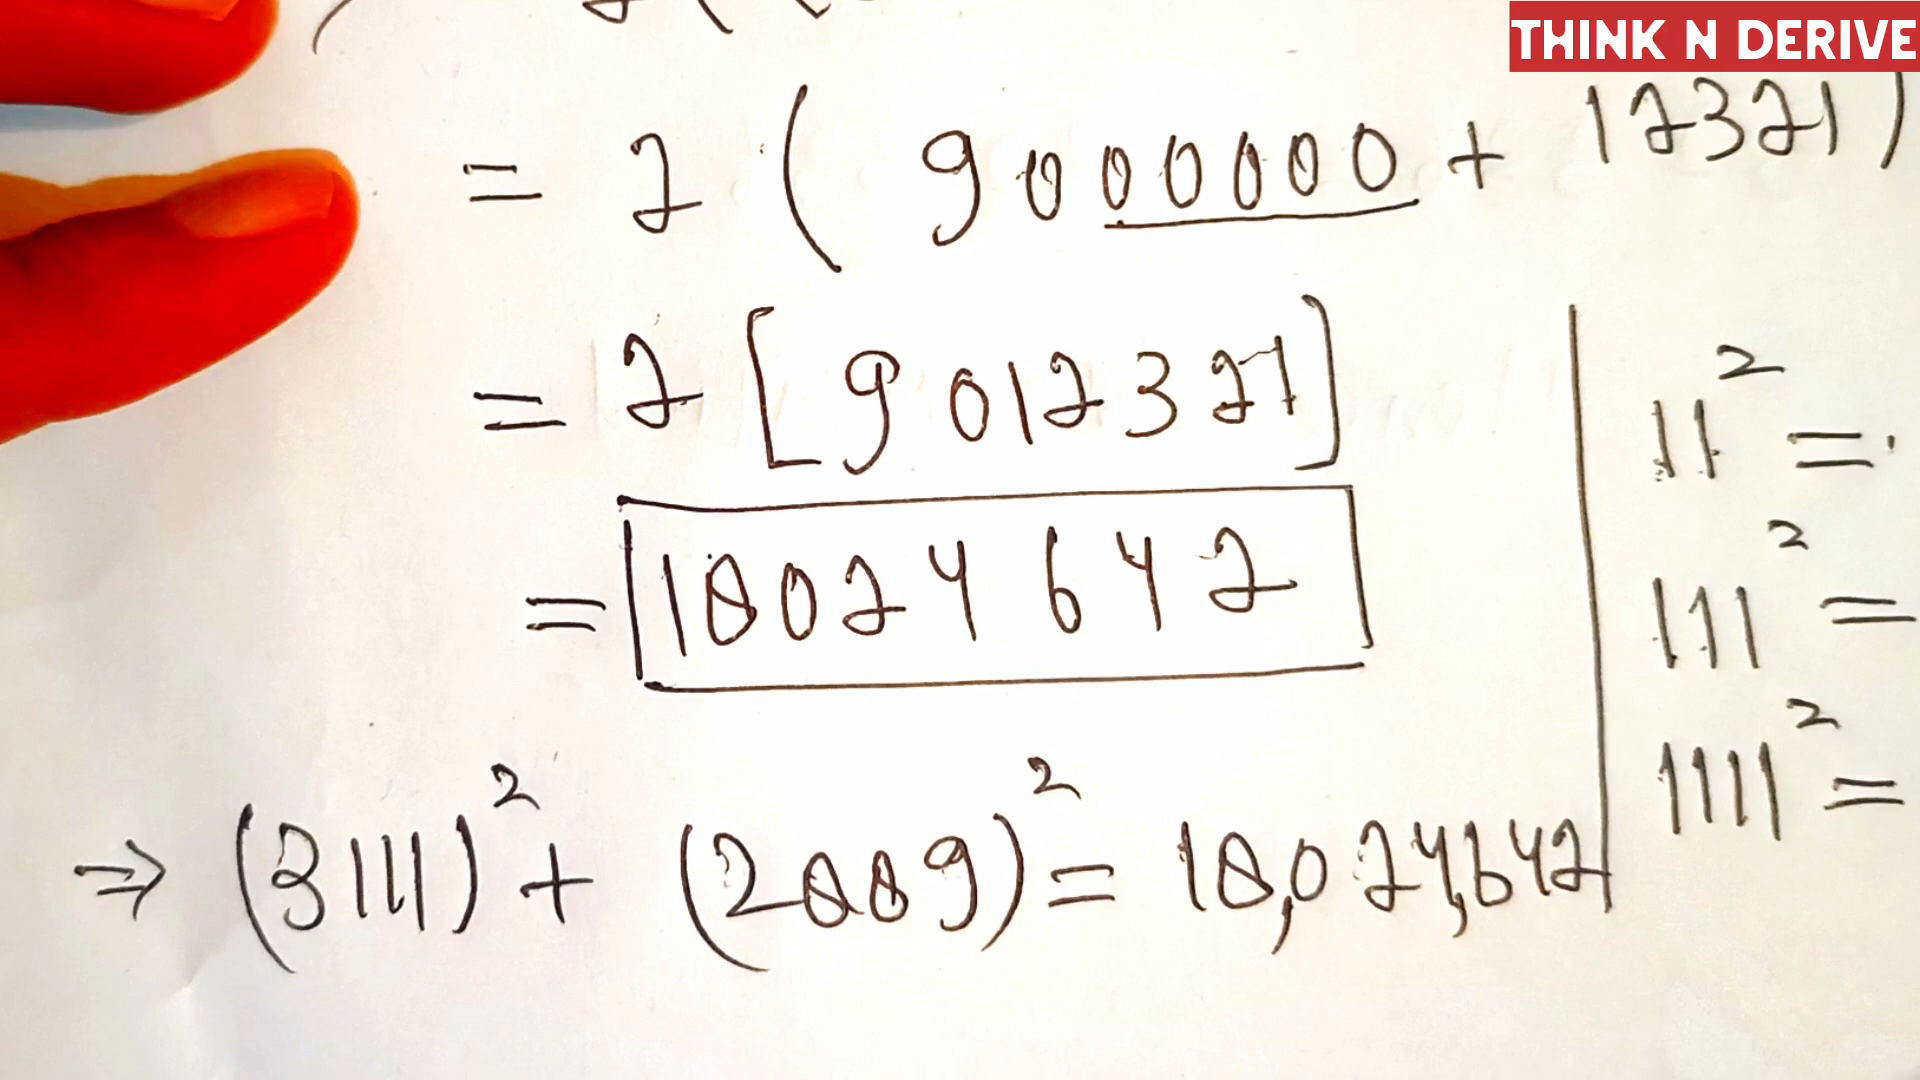 THINK N DERIVE
= 2 ( 9000000 + 12321 )
= 2 [ 9012321 ]
= 18024642
11² =
111² =
1111² =
⇒ (3111)² + (2889)² = 18,024,642